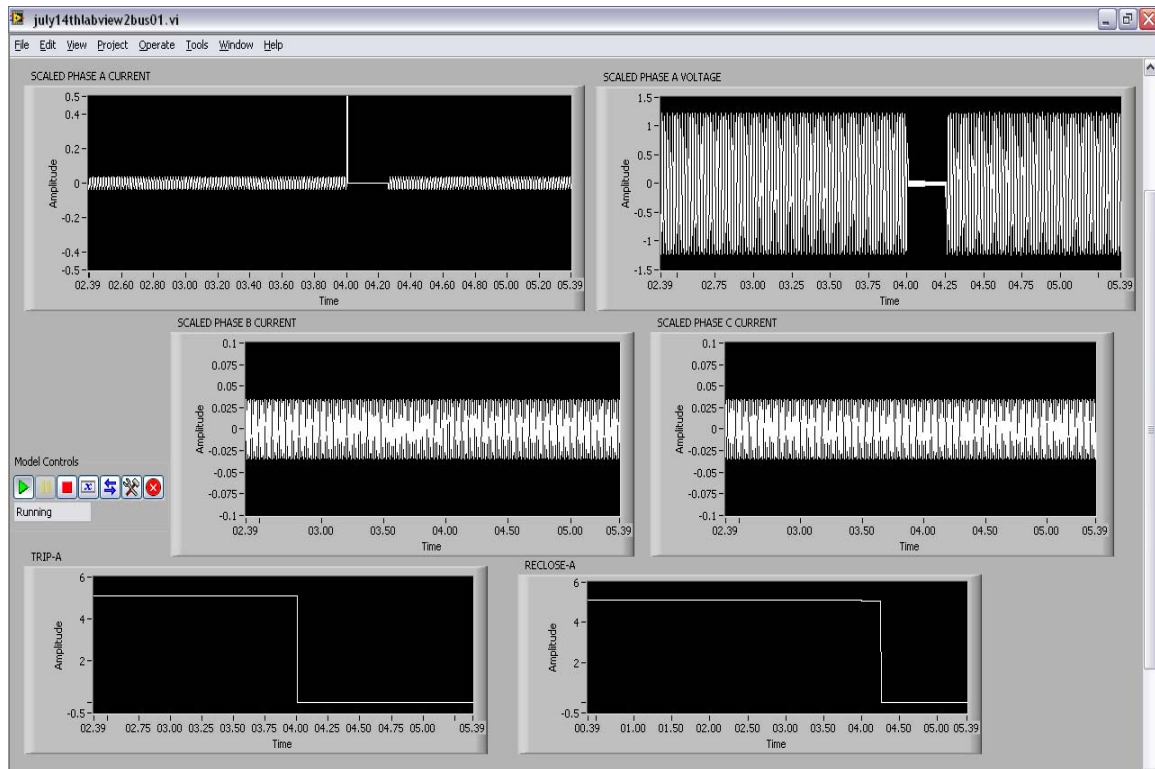 july14thlabview2bus01.vi
File Edit View Project Operate Tools Window Help
SCALED PHASE A CURRENT
0.5
0.4
0.2
0
-0.2
-0.4
-0.5
Amplitude
02.39 02.60 02.80 03.00 03.20 03.40 03.60 03.80 04.00 04.20 04.40 04.60 04.80 05.00 05.20 05.39
Time
SCALED PHASE A VOLTAGE
1.5
1
0.5
0
-0.5
-1
-1.5
Amplitude
02.39 02.75 03.00 03.25 03.50 03.75 04.00 04.25 04.50 04.75 05.00 05.39
Time
SCALED PHASE B CURRENT
0.1
0.075
0.05
0.025
0
-0.025
-0.05
-0.075
-0.1
Amplitude
02.39 03.00 03.50 04.00 04.50 05.00 05.39
Time
SCALED PHASE C CURRENT
0.1
0.075
0.05
0.025
0
-0.025
-0.05
-0.075
-0.1
Amplitude
02.39 03.00 03.50 04.00 04.50 05.00 05.39
Time
Model Controls
Running
TRIP-A
6
4
2
-0.5
Amplitude
02.39 02.75 03.00 03.25 03.50 03.75 04.00 04.25 04.50 04.75 05.00 05.39
Time
RECLOSE-A
6
4
2
-0.5
Amplitude
00.39 01.00 01.50 02.00 02.50 03.00 03.50 04.00 04.50 05.00 05.39
Time